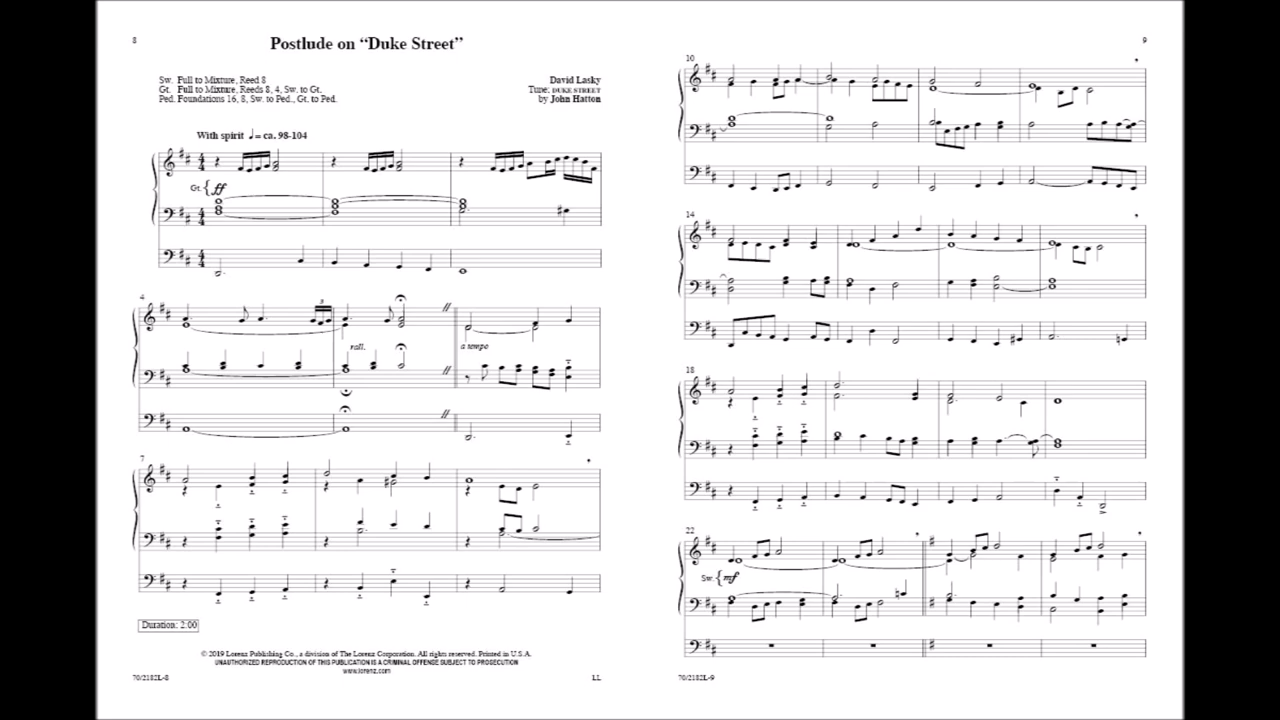 8
Postlude on “Duke Street”
Sw. Full to Mixture, Reed 8
Gt. Full to Mixture, Reeds 8, 4, Sw. to Gt.
Ped. Foundations 16, 8, Sw. to Ped., Gt. to Ped.
David Lasky
Tune: DUKE STREET
by John Hatton
With spirit ♩ = ca. 98-104
Gt. ff
4
3
rall.
a tempo
7
Duration: 2:00
© 2019 Lorenz Publishing Co., a division of The Lorenz Corporation. All rights reserved. Printed in U.S.A.
UNAUTHORIZED REPRODUCTION OF THIS PUBLICATION IS A CRIMINAL OFFENSE SUBJECT TO PROSECUTION
www.lorenz.com
70/2182L-8
LL
9
10
14
18
22
Sw. mf
70/2182L-9